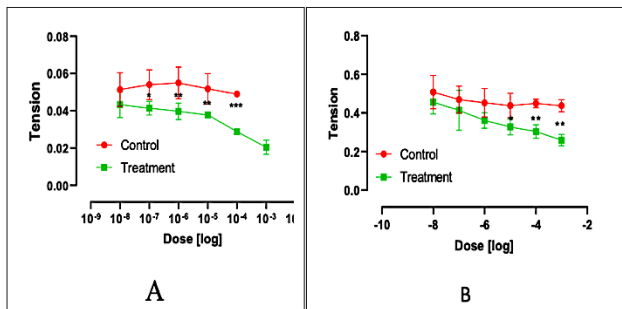 0.08
0.06
0.04
0.02
0.00
Tension
* ** ** ***
Control
Treatment
10-9 10-8 10-7 10-6 10-5 10-4 10-3
Dose [log]
A
0.8
0.6
0.4
0.2
0.0
Tension
* ** **
Control
Treatment
-10 -8 -6 -4 -2
Dose [log]
B